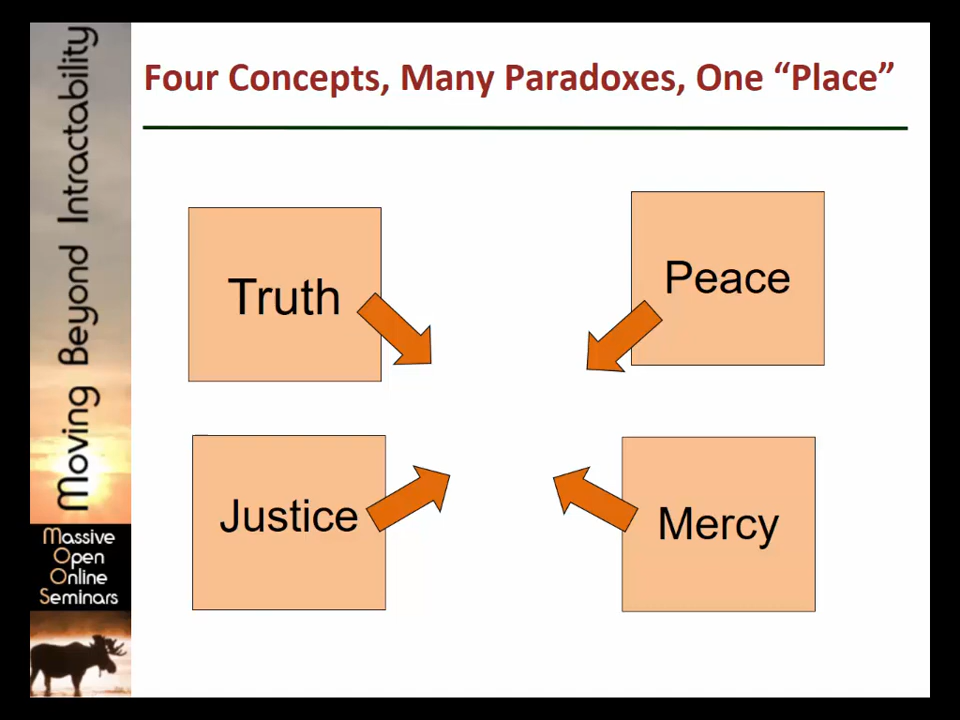 Four Concepts, Many Paradoxes, One “Place”
Moving Beyond Intractability
Truth
Peace
Justice
Mercy
Massive
Open
Online
Seminars